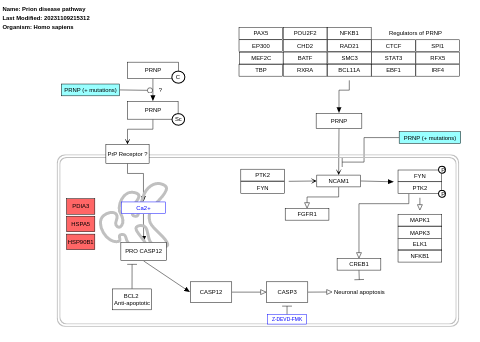 Name: Prion disease pathway
Last Modified: 20231109215312
Organism: Homo sapiens
PAX5 POU2F2 NFKB1 Regulators of PRNP
EP300 CHD2 RAD21 CTCF SPI1
MEF2C BATF SMC3 STAT3 RFX5
TBP RXRA BCL11A EBF1 IRF4
PRNP
C
PRNP (+ mutations)
?
PRNP
Sc
PRNP
PRNP (+ mutations)
PrP Receptor ?
PTK2
FYN
NCAM1
FYN
P
PTK2
P
FGFR1
PDIA3
HSPA5
HSP90B1
Ca2+
PRO CASP12
MAPK1
MAPK3
ELK1
NFKB1
CREB1
BCL2
Anti-apoptotic
CASP12
CASP3
Neuronal apoptosis
Z-DEVD-FMK